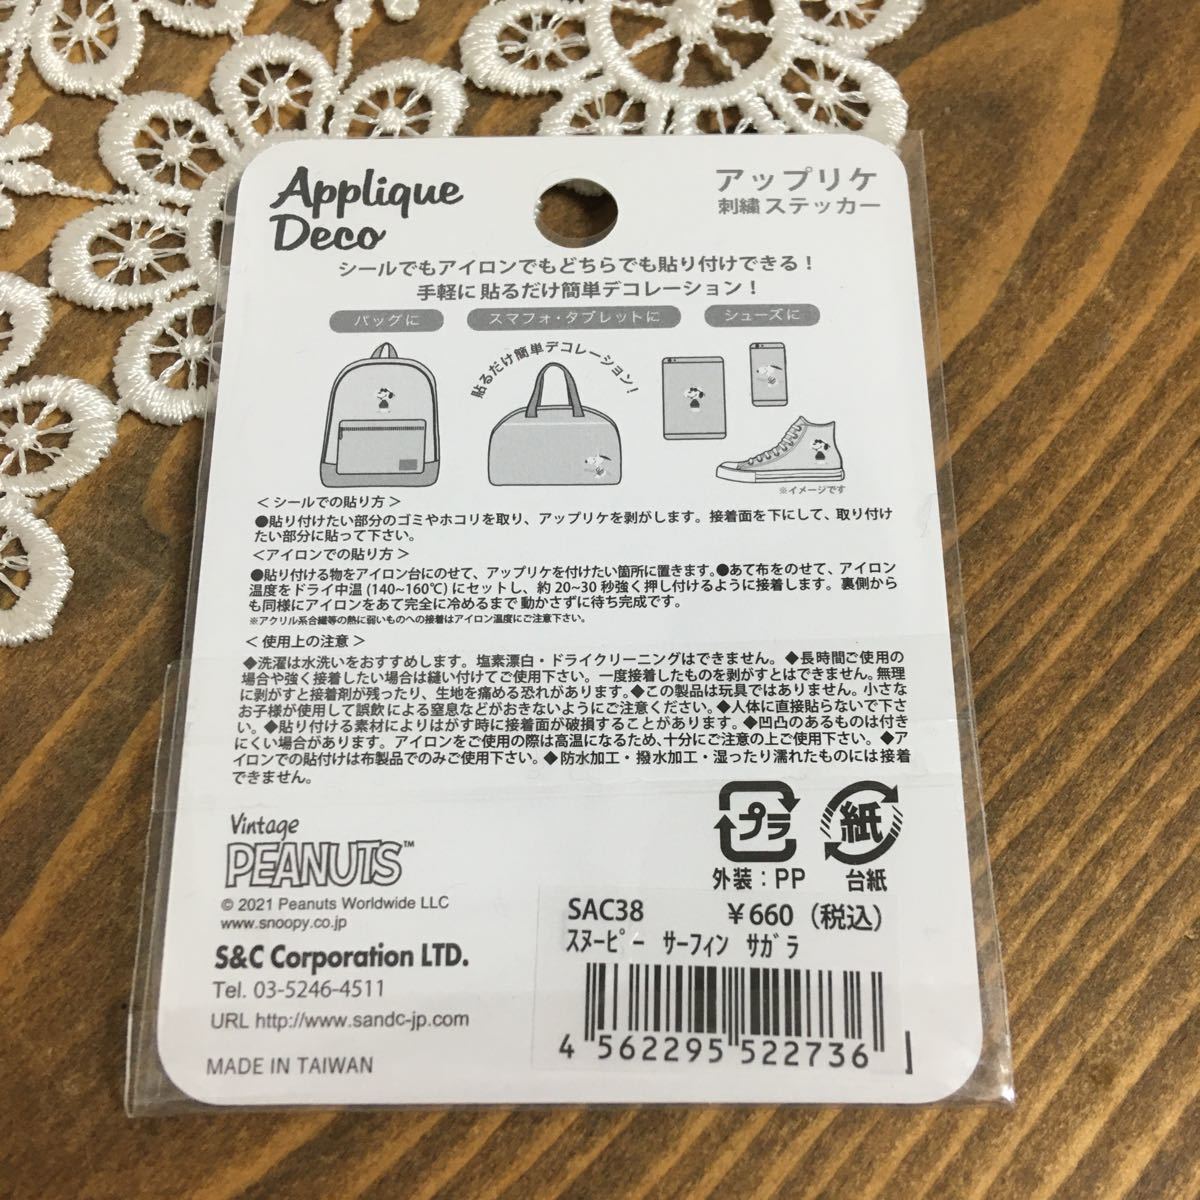 Applique
Deco
アップリケ
刺繍ステッカー
シールでもアイロンでもどちらでも貼り付けできる！
手軽に貼るだけ簡単デコレーション！
バッグに
スマフォ・タブレットに
シューズに
貼るだけ簡単デコレーション！
※イメージです
＜シールでの貼り方＞
●貼り付けたい部分のゴミやホコリを取り、アップリケを剥がします。接着面を下にして、取り付け
たい部分に貼って下さい。
＜アイロンでの貼り方＞
●貼り付ける物をアイロン台にのせて、アップリケを付けたい箇所に置きます。●あて布をのせて、アイロン
温度をドライ中温(140~160℃)にセットし、約20~30秒強く押し付けるように接着します。裏側から
も同様にアイロンをあて完全に冷めるまで動かさずに待ち完成です。
※アクリル系合繊等の熱に弱いものへの接着はアイロン温度にご注意下さい。
＜使用上の注意＞
◆洗濯は水洗いをおすすめします。塩素漂白・ドライクリーニングはできません。◆長時間ご使用の
場合や強く接着したい場合は縫い付けてご使用下さい。一度接着したものを剥がすとはできません。無理
に剥がすと接着剤が残ったり、生地を痛める恐れがあります。◆この製品は玩具ではありません。小さな
お子様が使用して誤飲による窒息などがおきないようにご注意ください。◆人体に直接貼らないで下さ
い。◆貼り付ける素材によりはがす時に接着面が破損することがあります。◆凹凸のあるものは付き
にくい場合があります。アイロンをご使用の際は高温になるため、十分にご注意の上ご使用下さい。◆ア
イロンでの貼付けは布製品でのみご使用下さい。◆防水加工・撥水加工・湿ったり濡れたものには接着
できません。
Vintage
PEANUTS™
© 2021 Peanuts Worldwide LLC
www.snoopy.co.jp
S&C Corporation LTD.
Tel. 03-5246-4511
URL http://www.sandc-jp.com
MADE IN TAIWAN
プラ
外装：PP
紙
台紙
SAC38 ￥660（税込）
ｽﾇｰﾋﾟｰ ｻｰﾌｨﾝ ｻｶﾞﾗ
4 562295 522736